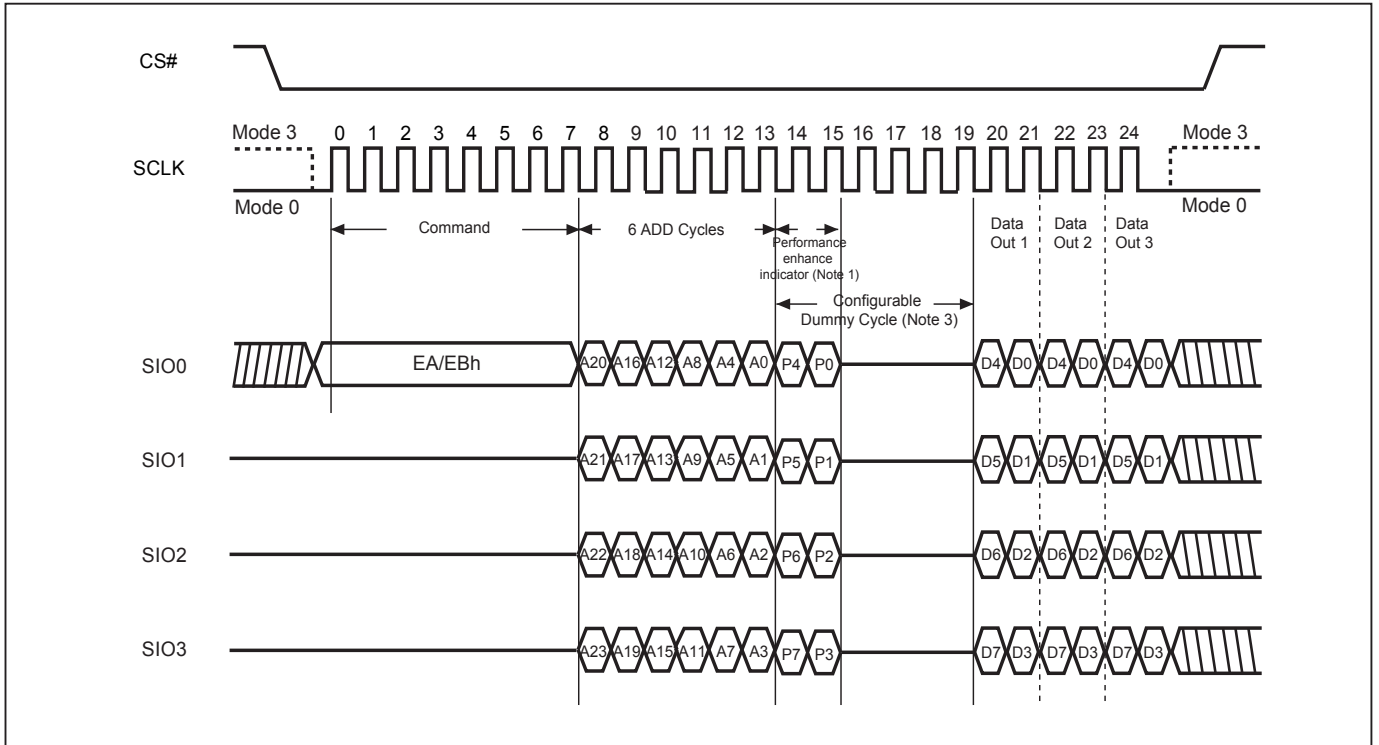 CS#
Mode 3 0 1 2 3 4 5 6 7 8 9 10 11 12 13 14 15 16 17 18 19 20 21 22 23 24 Mode 3
SCLK
Mode 0 Mode 0
Command 6 ADD Cycles Performance enhance indicator (Note 1) Data Out 1 Data Out 2 Data Out 3
Configurable Dummy Cycle (Note 3)
SIO0 EA/EBh A20 A16 A12 A8 A4 A0 P4 P0 D4 D0 D4 D0 D4 D0
SIO1 A21 A17 A13 A9 A5 A1 P5 P1 D5 D1 D5 D1 D5 D1
SIO2 A22 A18 A14 A10 A6 A2 P6 P2 D6 D2 D6 D2 D6 D2
SIO3 A23 A19 A15 A11 A7 A3 P7 P3 D7 D3 D7 D3 D7 D3